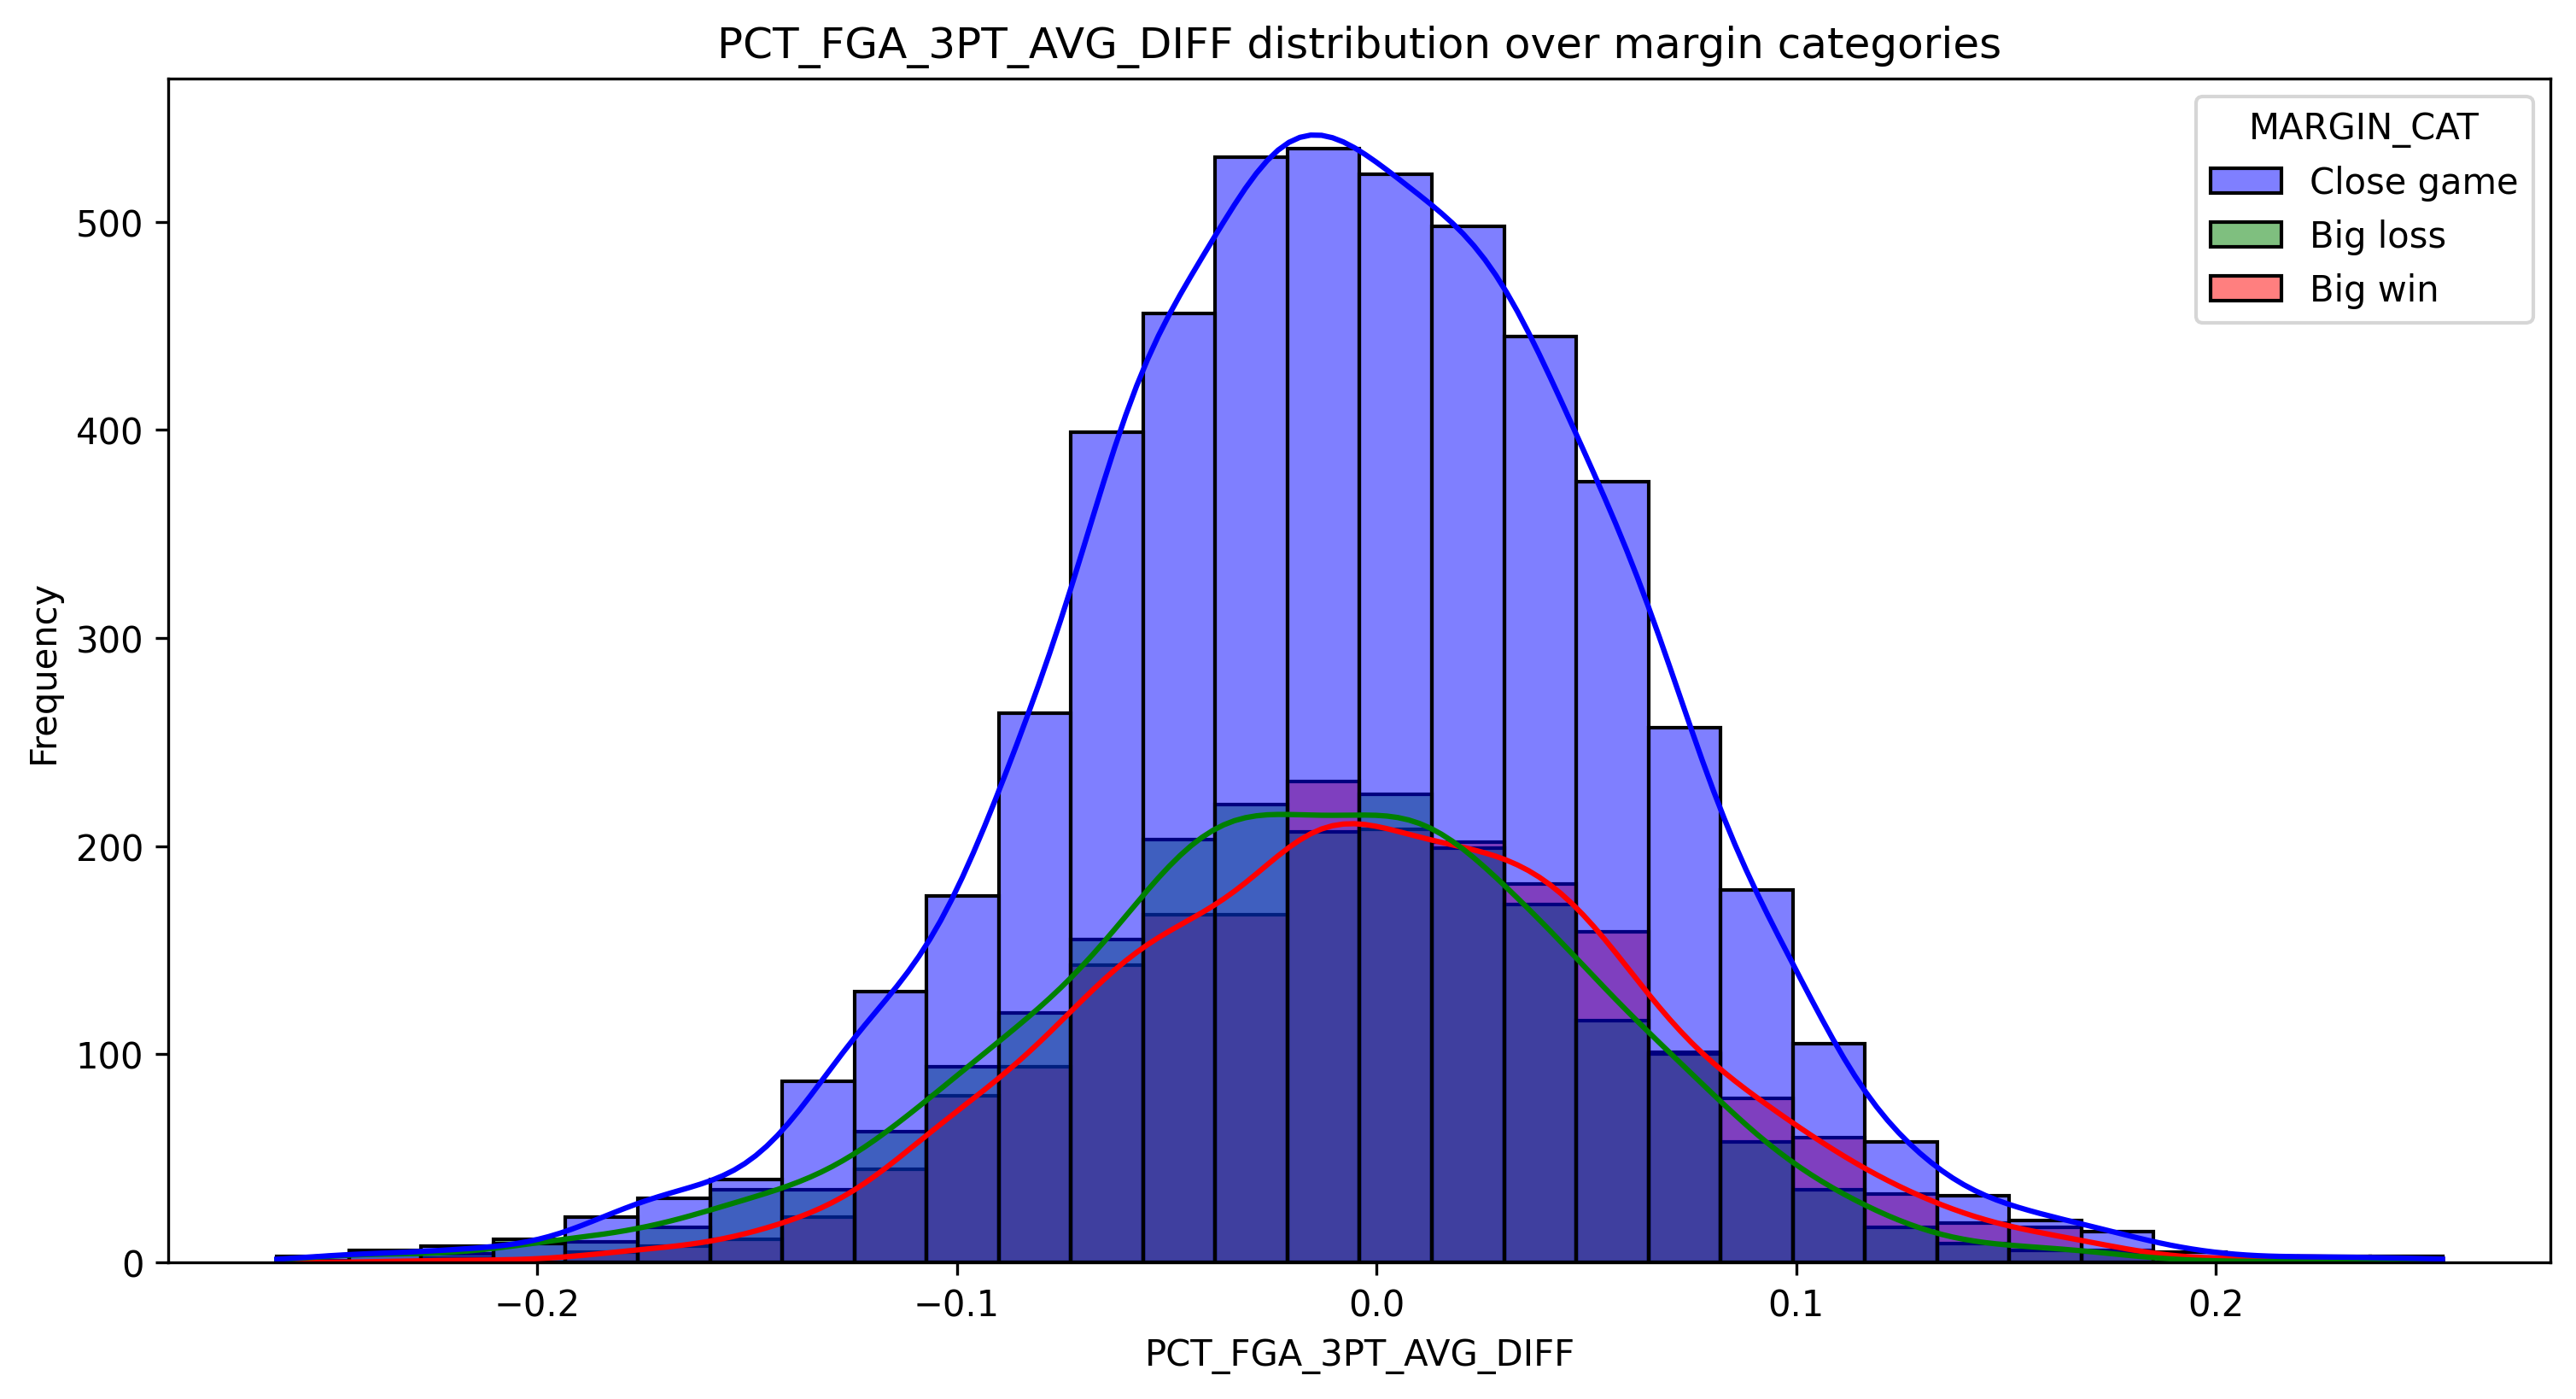 PCT_FGA_3PT_AVG_DIFF distribution over margin categories
MARGIN_CAT
Close game
Big loss
Big win
Frequency
500
400
300
200
100
0
−0.2
−0.1
0.0
0.1
0.2
PCT_FGA_3PT_AVG_DIFF